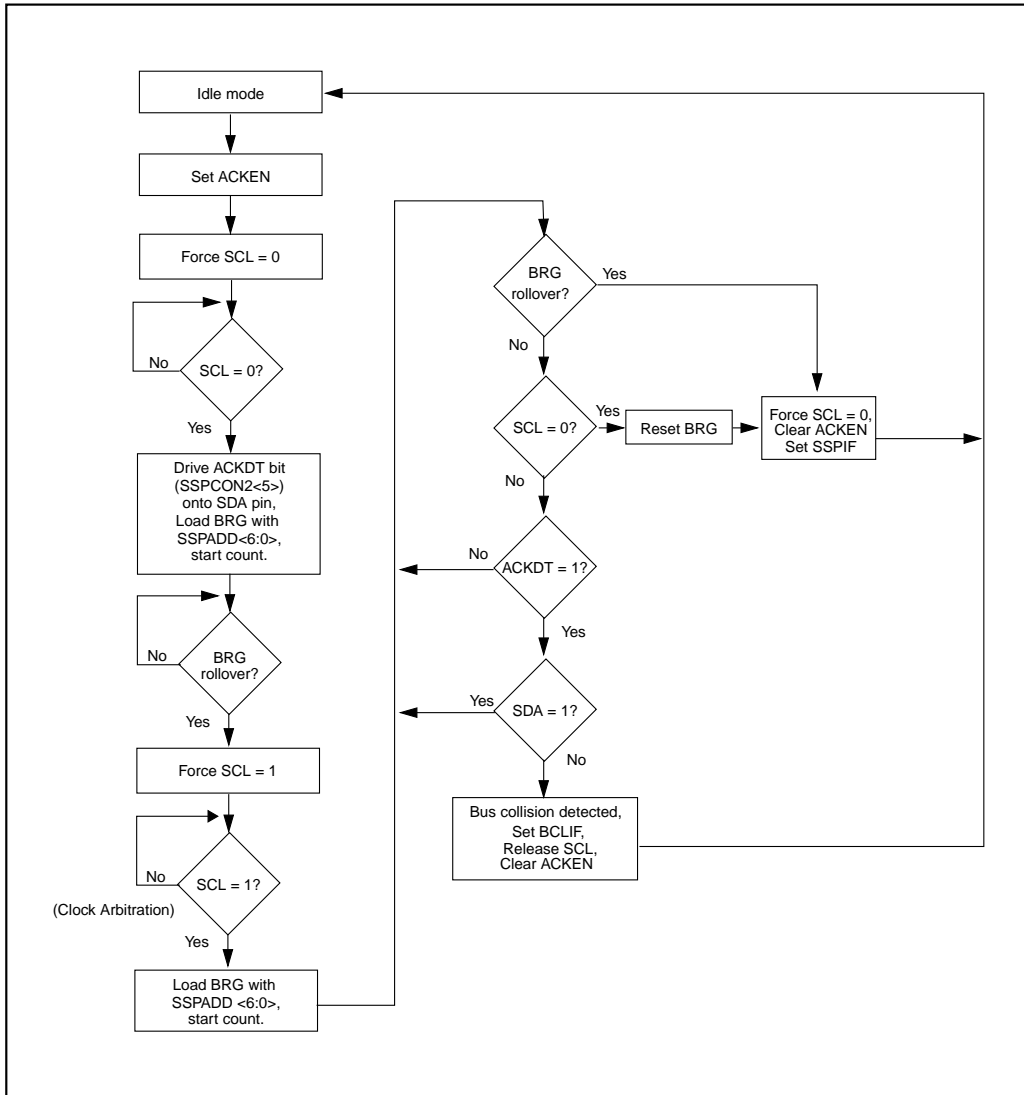 Idle mode
Set ACKEN
Force SCL = 0
No
SCL = 0?
Yes
Drive ACKDT bit
(SSPCON2<5>)
onto SDA pin,
Load BRG with
SSPADD<6:0>,
start count.
No
BRG
rollover?
Yes
Force SCL = 1
No
SCL = 1?
(Clock Arbitration)
Yes
Load BRG with
SSPADD <6:0>,
start count.
BRG
rollover?
Yes
No
SCL = 0?
Yes
Reset BRG
Force SCL = 0,
Clear ACKEN
Set SSPIF
No
No
ACKDT = 1?
Yes
Yes
SDA = 1?
No
Bus collision detected,
Set BCLIF,
Release SCL,
Clear ACKEN